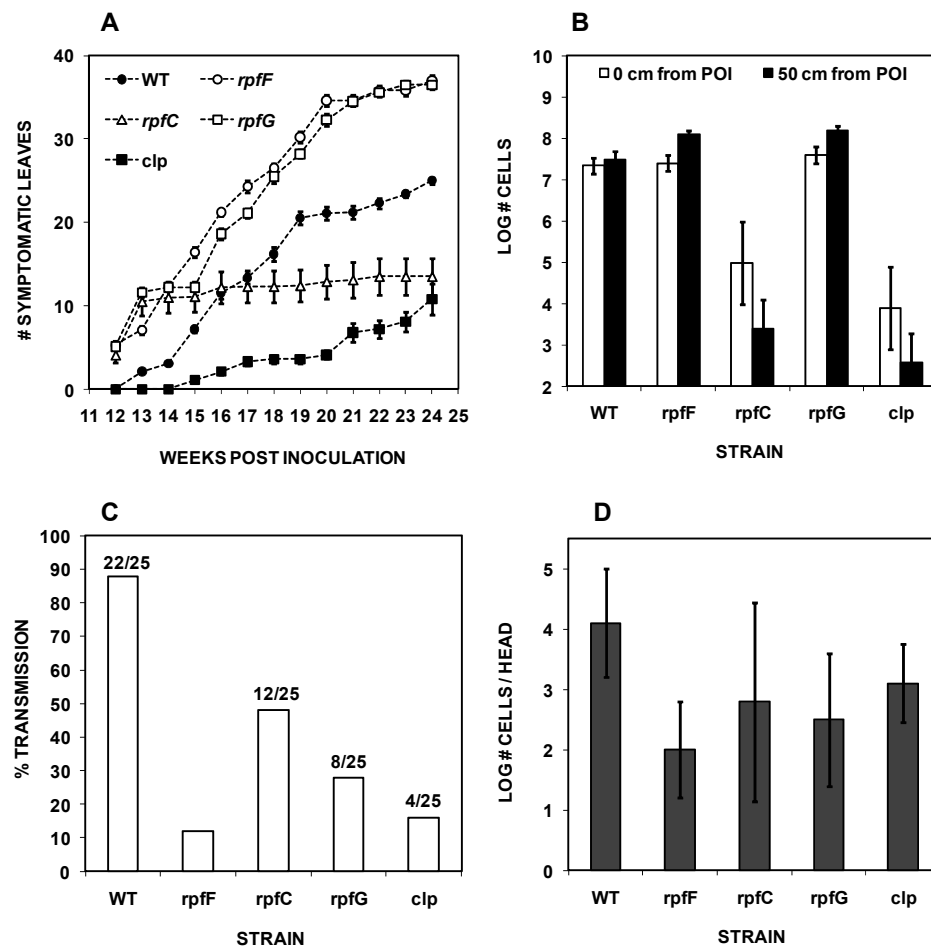 A
# SYMPTOMATIC LEAVES
40
30
20
10
0
WT
rpfF
rpfC
rpfG
clp
11 12 13 14 15 16 17 18 19 20 21 22 23 24 25
WEEKS POST INOCULATION
B
LOG # CELLS
10
9
8
7
6
5
4
3
2
0 cm from POI
50 cm from POI
WT rpfF rpfC rpfG clp
STRAIN
C
% TRANSMISSION
100
90
80
70
60
50
40
30
20
10
0
22/25
12/25
8/25
4/25
WT rpfF rpfC rpfG clp
STRAIN
D
LOG # CELLS / HEAD
5
4
3
2
1
0
WT rpfF rpfC rpfG clp
STRAIN